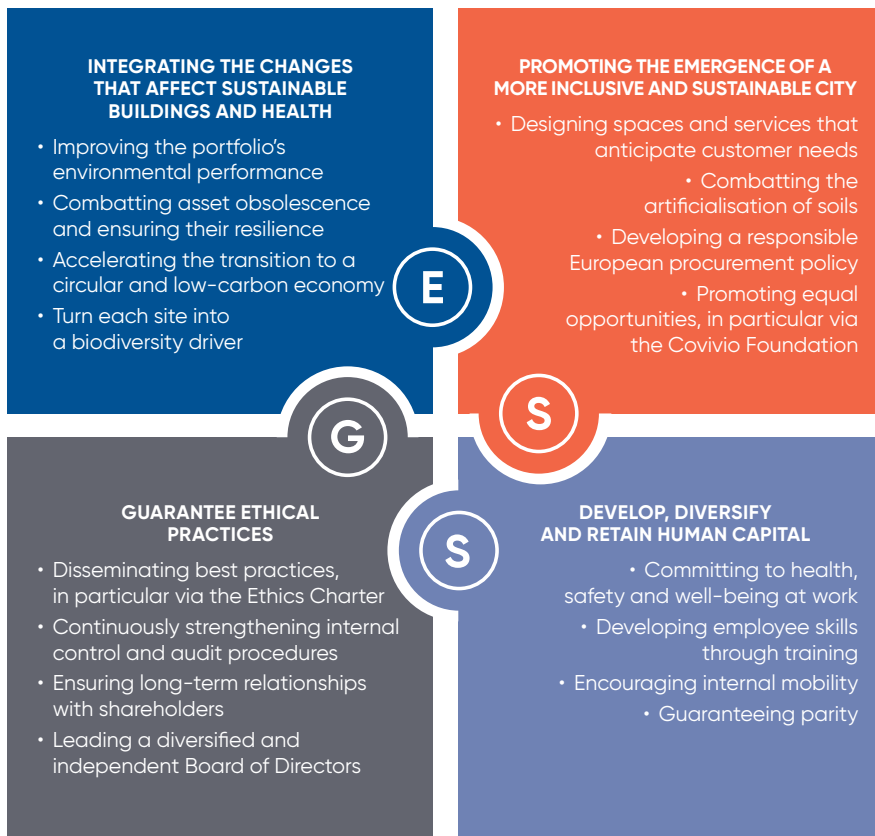 INTEGRATING THE CHANGES
THAT AFFECT SUSTAINABLE
BUILDINGS AND HEALTH
• Improving the portfolio's
environmental performance
• Combatting asset obsolescence
and ensuring their resilience
• Accelerating the transition to a
circular and low-carbon economy
• Turn each site into
a biodiversity driver
E
PROMOTING THE EMERGENCE OF A
MORE INCLUSIVE AND SUSTAINABLE CITY
• Designing spaces and services that
anticipate customer needs
• Combatting the
artificialisation of soils
• Developing a responsible
European procurement policy
• Promoting equal
opportunities, in particular via
the Covivio Foundation
S
G
GUARANTEE ETHICAL
PRACTICES
• Disseminating best practices,
in particular via the Ethics Charter
• Continuously strengthening internal
control and audit procedures
• Ensuring long-term relationships
with shareholders
• Leading a diversified and
independent Board of Directors
S
DEVELOP, DIVERSIFY
AND RETAIN HUMAN CAPITAL
• Committing to health,
safety and well-being at work
• Developing employee skills
through training
• Encouraging internal mobility
• Guaranteeing parity